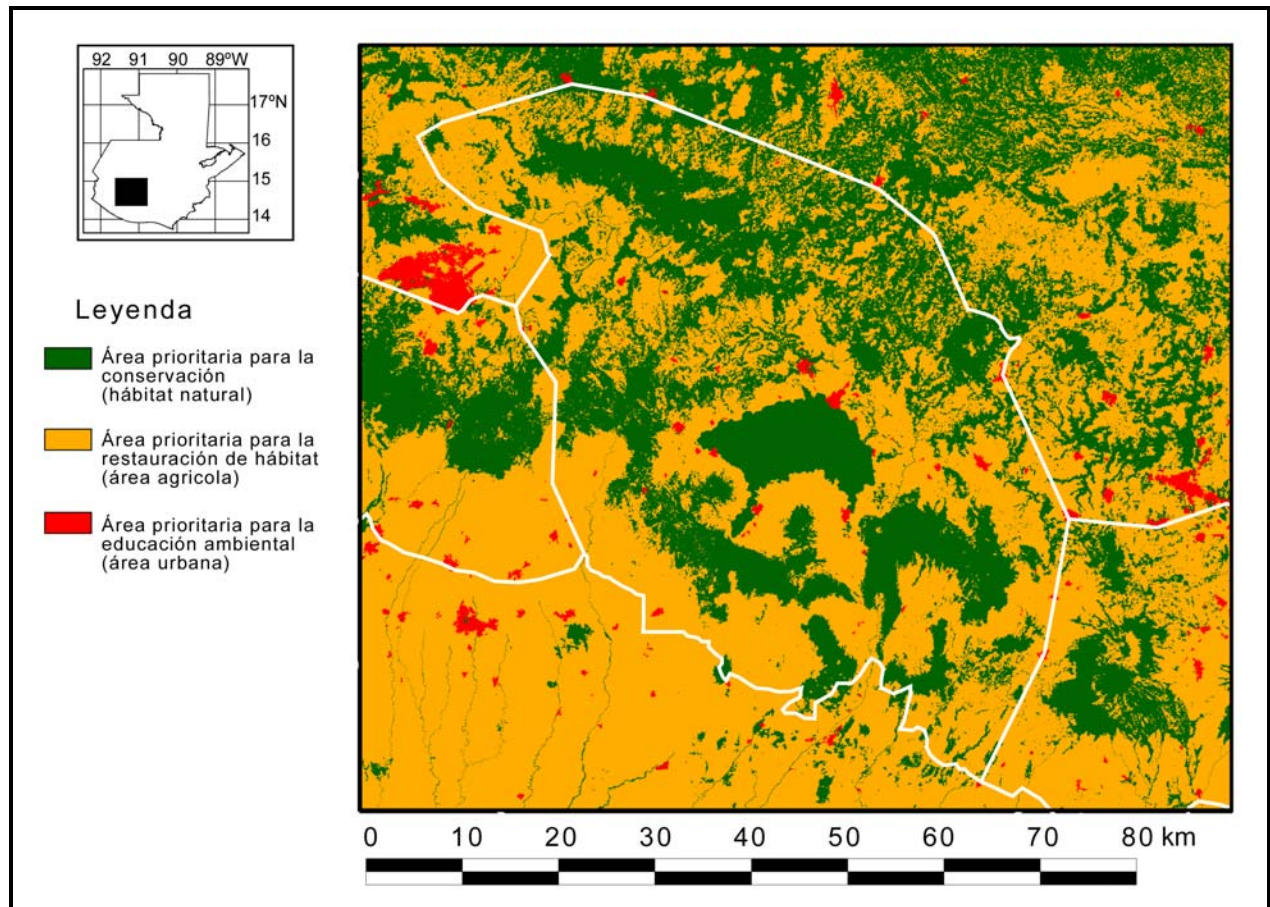 92 91 90 89ºW
17ºN
16
15
14
Leyenda
Área prioritaria para la
conservación
(hábitat natural)
Área prioritaria para la
restauración de hábitat
(área agricola)
Área prioritaria para la
educación ambiental
(área urbana)
0 10 20 30 40 50 60 70 80 km